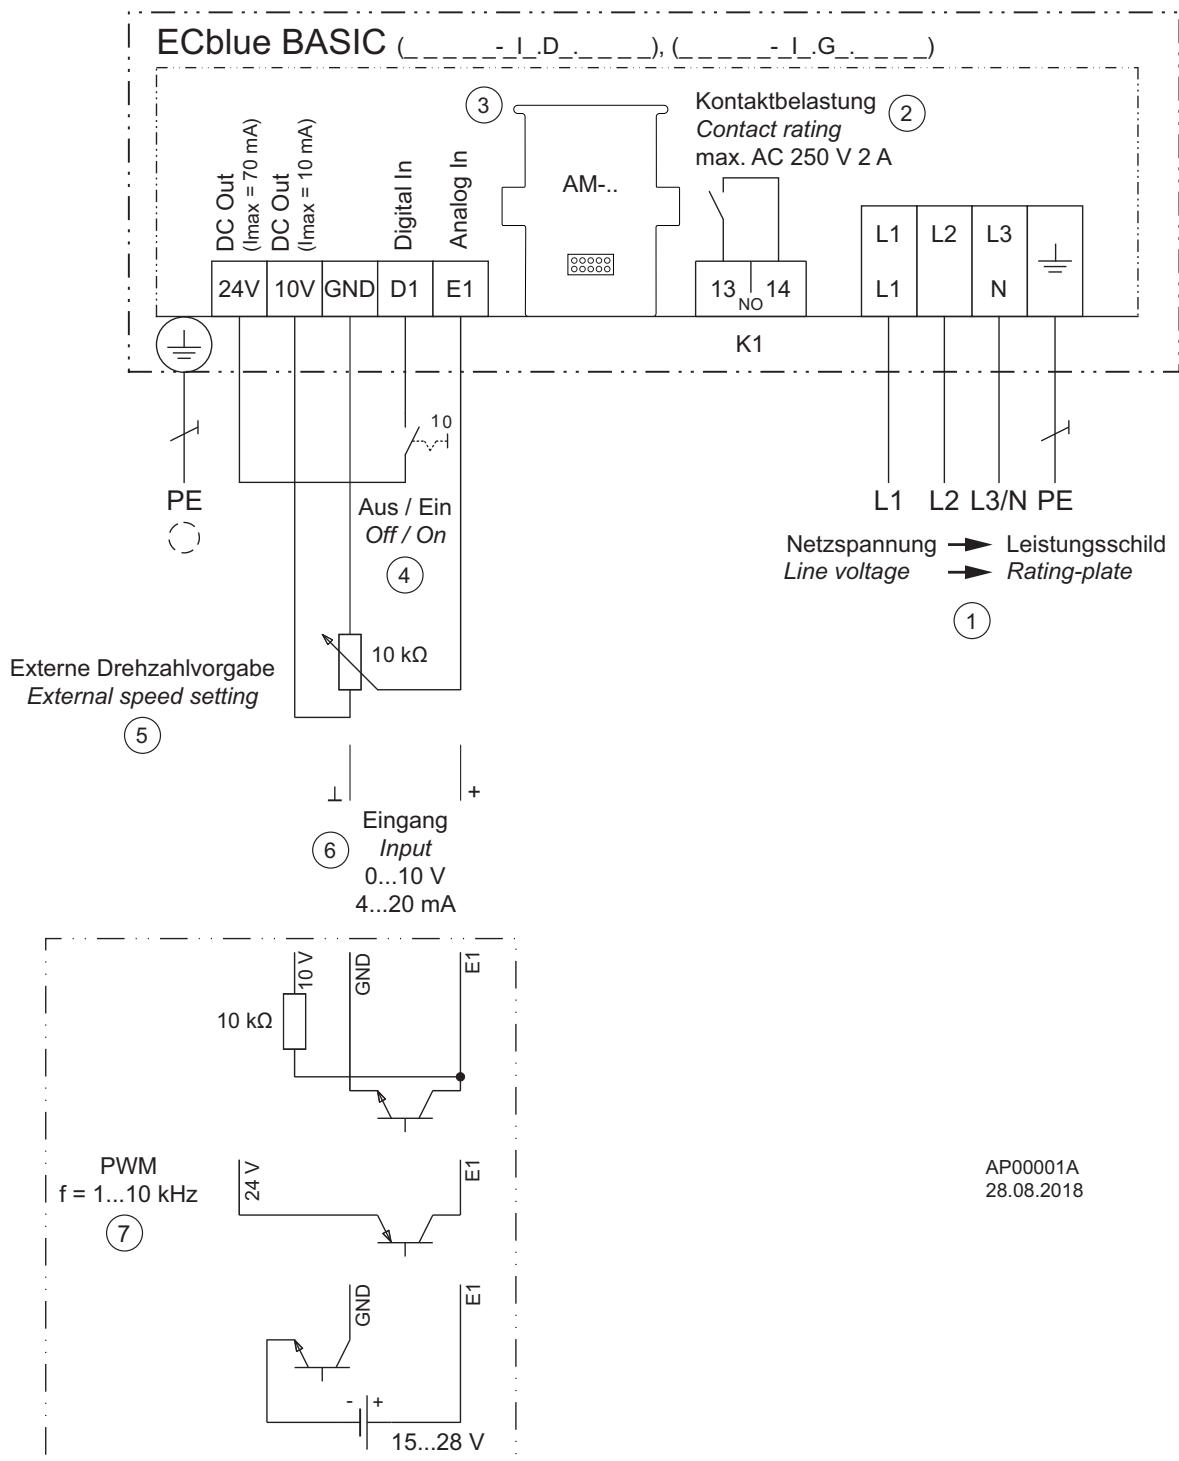 ECblue BASIC (_ _ _ _ _ _- I_.D_._ _ _ _ _), (_ _ _ _ _ _- I_.G_._ _ _ _ _)
3
Kontaktbelastung
2
Contact rating
max. AC 250 V 2 A
DC Out
(Imax = 70 mA)
DC Out
(Imax = 10 mA)
Digital In
Analog In
AM-..
24V 10V GND D1 E1
13 NO 14
K1
L1 L2 L3
L1 N
10
PE
Aus / Ein
Off / On
4
L1 L2 L3/N PE
Netzspannung Leistungsschild
Line voltage Rating-plate
1
10 kΩ
Externe Drehzahlvorgabe
External speed setting
5
⊥ +
Eingang
6
Input
0...10 V
4...20 mA
10 V GND E1
10 kΩ
PWM
f = 1...10 kHz
7
24 V E1
GND E1
- +
15...28 V
AP00001A
28.08.2018